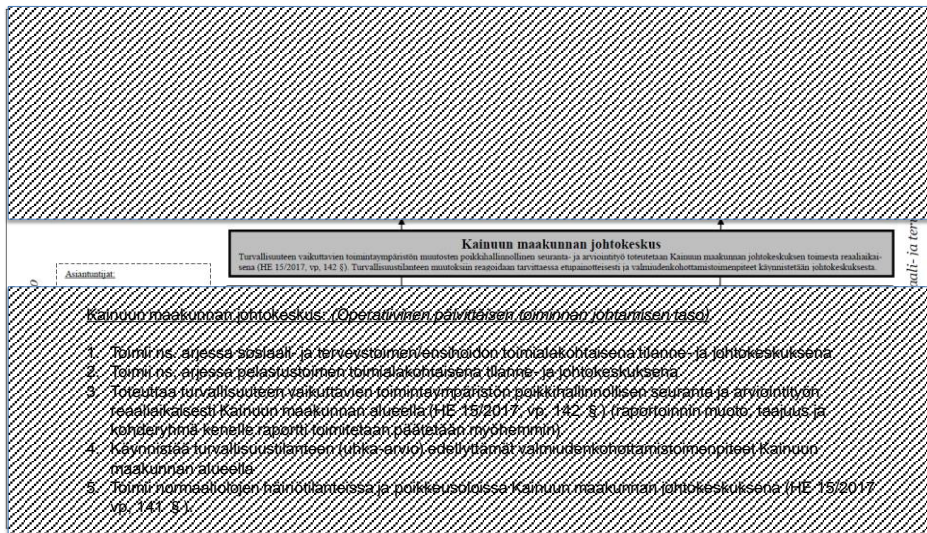 Kainuun maakunnan johtokeskus
Turvallisuuteen vaikuttavien toimintaympäristön muutosten poikkihallinnollinen seuranta- ja arviointityö toteutetaan Kainuun maakunnan johtokeskuksen toimesta reaaliaikai-
sena (HE 15/2017, vp, 142 §). Turvallisuustilanteen muutoksiin reagoidaan tarvittaessa etupainotteisesti ja valmiudenkohottamistoimenpiteet käynnistetään johtokeskuksesta.
Asiantuntijat:
aali- ja terv
o
Kainuun maakunnan johtokeskus: (Operatiivinen päivittäisen toiminnan johtamisen taso)
1. Toimii ns. arjessa sosiaali- ja terveystoimen/ensihoidon toimialakohtaisena tilanne- ja johtokeskuksena.
2. Toimii ns. arjessa pelastustoimen toimialakohtaisena tilanne- ja johtokeskuksena.
3. Toteuttaa turvallisuuteen vaikuttavien toimintaympäristön poikkihallinnollisen seuranta ja arviointityön
reaaliaikaisesti Kainuun maakunnan alueella (HE 15/2017, vp, 142 § ) (raportoinnin muoto, taajuus ja
kohderyhmä kenelle raportti toimitetaan päätetään myöhemmin).
4. Käynnistää turvallisuustilanteen (uhka-arvio) edellyttämät valmiudenkohottamistoimenpiteet Kainuun
maakunnan alueella
5. Toimii normaaliolojen häiriötilanteissa ja poikkeusoloissa Kainuun maakunnan johtokeskuksena (HE 15/2017
vp, 141 § ).